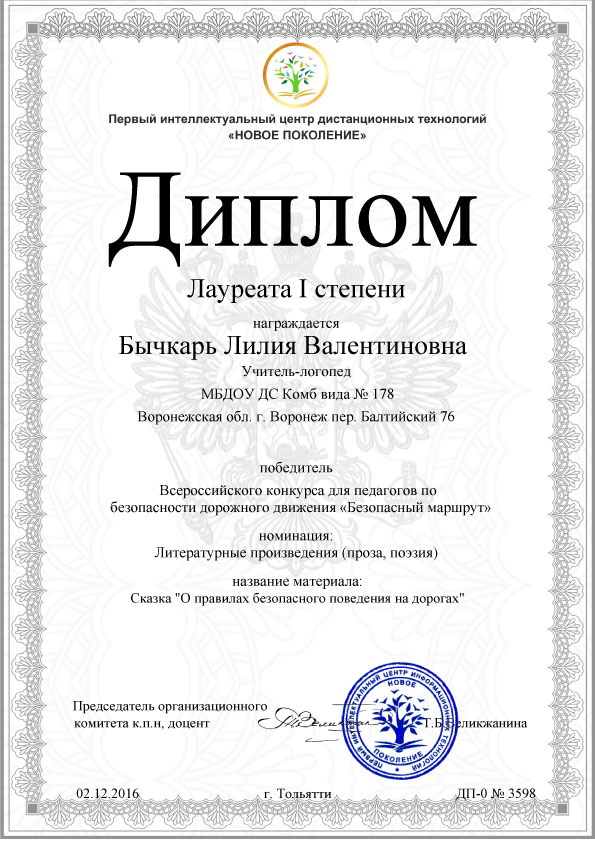 Первый интеллектуальный центр дистанционных технологий
«НОВОЕ ПОКОЛЕНИЕ»
Диплом
Лауреата I степени
награждается
Бычкарь Лилия Валентиновна
Учитель-логопед
МБДОУ ДС Комб вида № 178
Воронежская обл. г. Воронеж пер. Балтийский 76
победитель
Всероссийского конкурса для педагогов по
безопасности дорожного движения «Безопасный маршрут»
номинация:
Литературные произведения (проза, поэзия)
название материала:
Сказка "О правилах безопасного поведения на дорогах"
Председатель организационного
комитета к.п.н, доцент
Т.Б.Великжанина
ПЕРВЫЙ ИНТЕЛЛЕКТУАЛЬНЫЙ ЦЕНТР ИНФОРМАЦИОННЫХ ТЕХНОЛОГИЙ
НОВОЕ
ПОКОЛЕНИЕ
02.12.2016 г. Тольятти ДП-0 № 3598